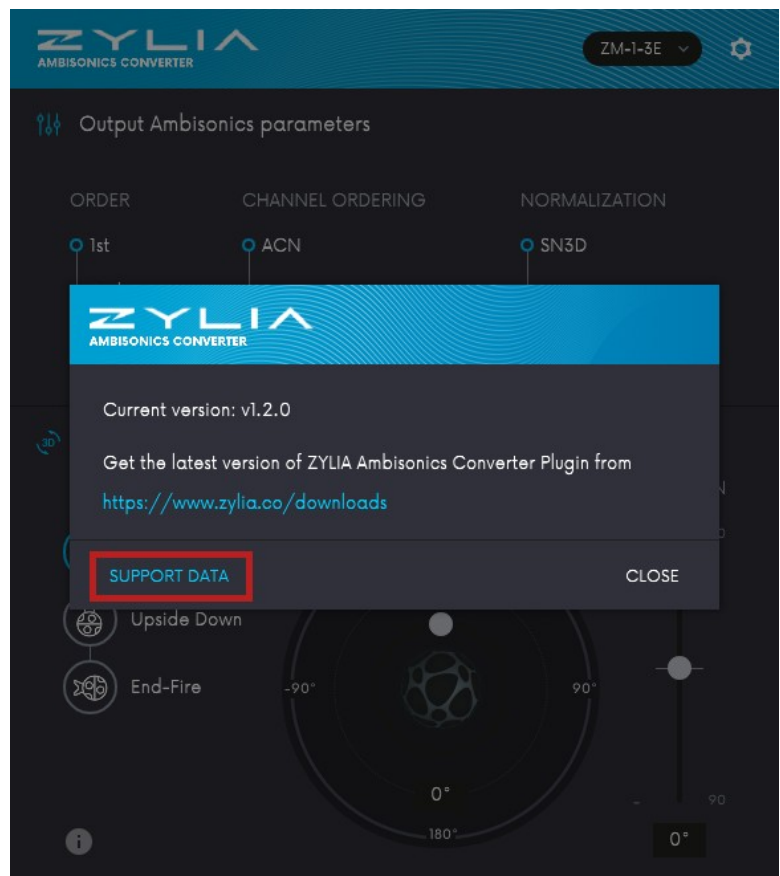 ZYLIA
AMBISONICS CONVERTER
ZM-1-3E
Output Ambisonics parameters
ORDER CHANNEL ORDERING NORMALIZATION
1st ACN SN3D
ZYLIA
AMBISONICS CONVERTER
Current version: v1.2.0
3D
Get the latest version of ZYLIA Ambisonics Converter Plugin from
https://www.zylia.co/downloads
SUPPORT DATA CLOSE
Upside Down
End-Fire -90° 90°
0°
- 90
180°
0°